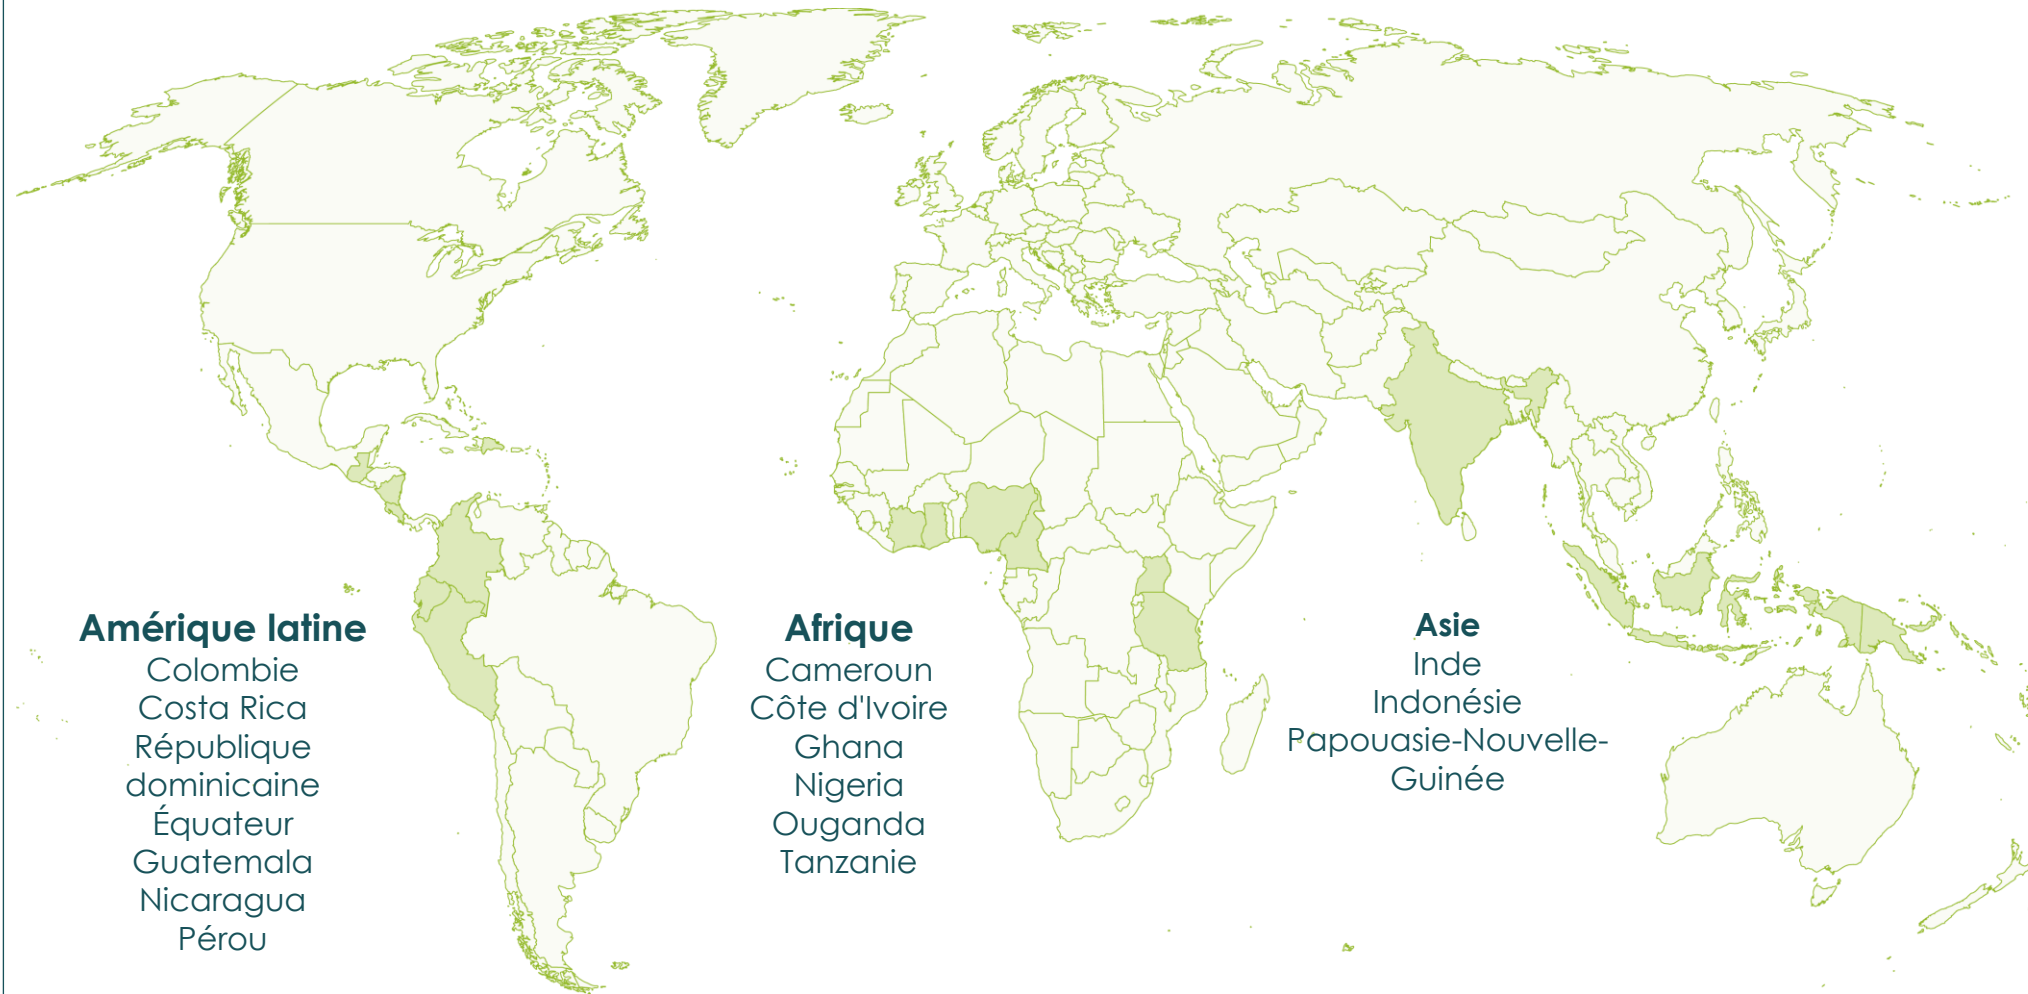 Amérique latine
Colombie
Costa Rica
République
dominicaine
Équateur
Guatemala
Nicaragua
Pérou
Afrique
Cameroun
Côte d'Ivoire
Ghana
Nigeria
Ouganda
Tanzanie
Asie
Inde
Indonésie
Papouasie-Nouvelle-
Guinée